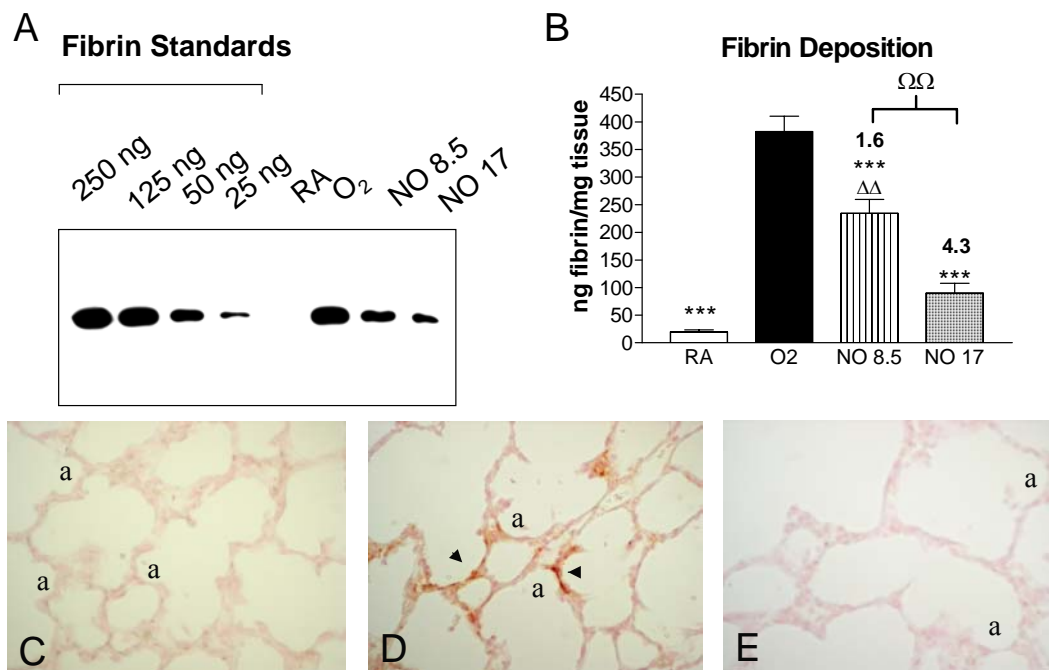 A
Fibrin Standards
250 ng
125 ng
50 ng
25 ng
RA
O2
NO 8.5
NO 17
B
Fibrin Deposition
ng fibrin/mg tissue
450
400
350
300
250
200
150
100
50
0
ΩΩ
1.6
***
ΔΔ
4.3
***
***
RA
O2
NO 8.5
NO 17
a
a
a
C
a
a
D
a
a
E